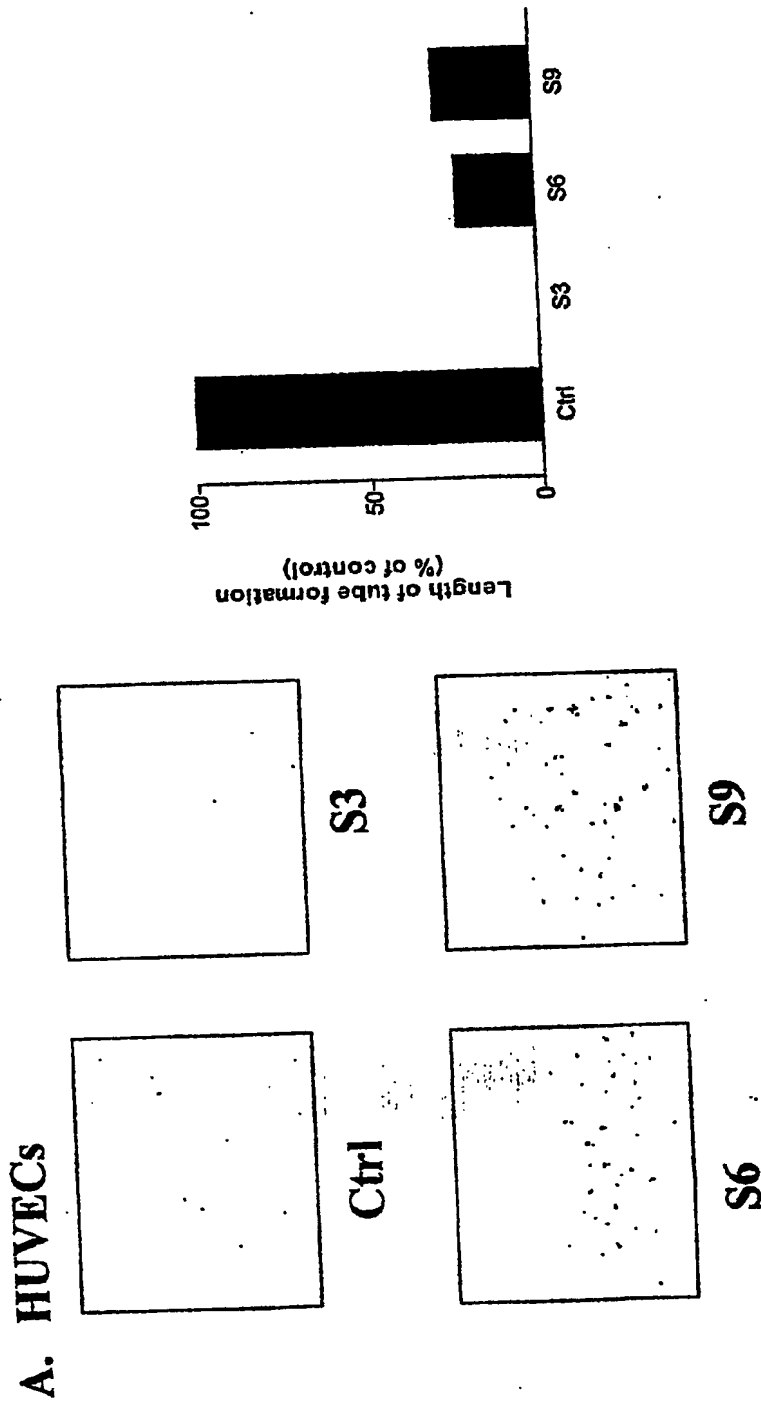 A. HUVECs
Ctrl
S3
S6
S9
Length of tube formation
(% of control)
100
50
0
Ctrl
S3
S6
S9